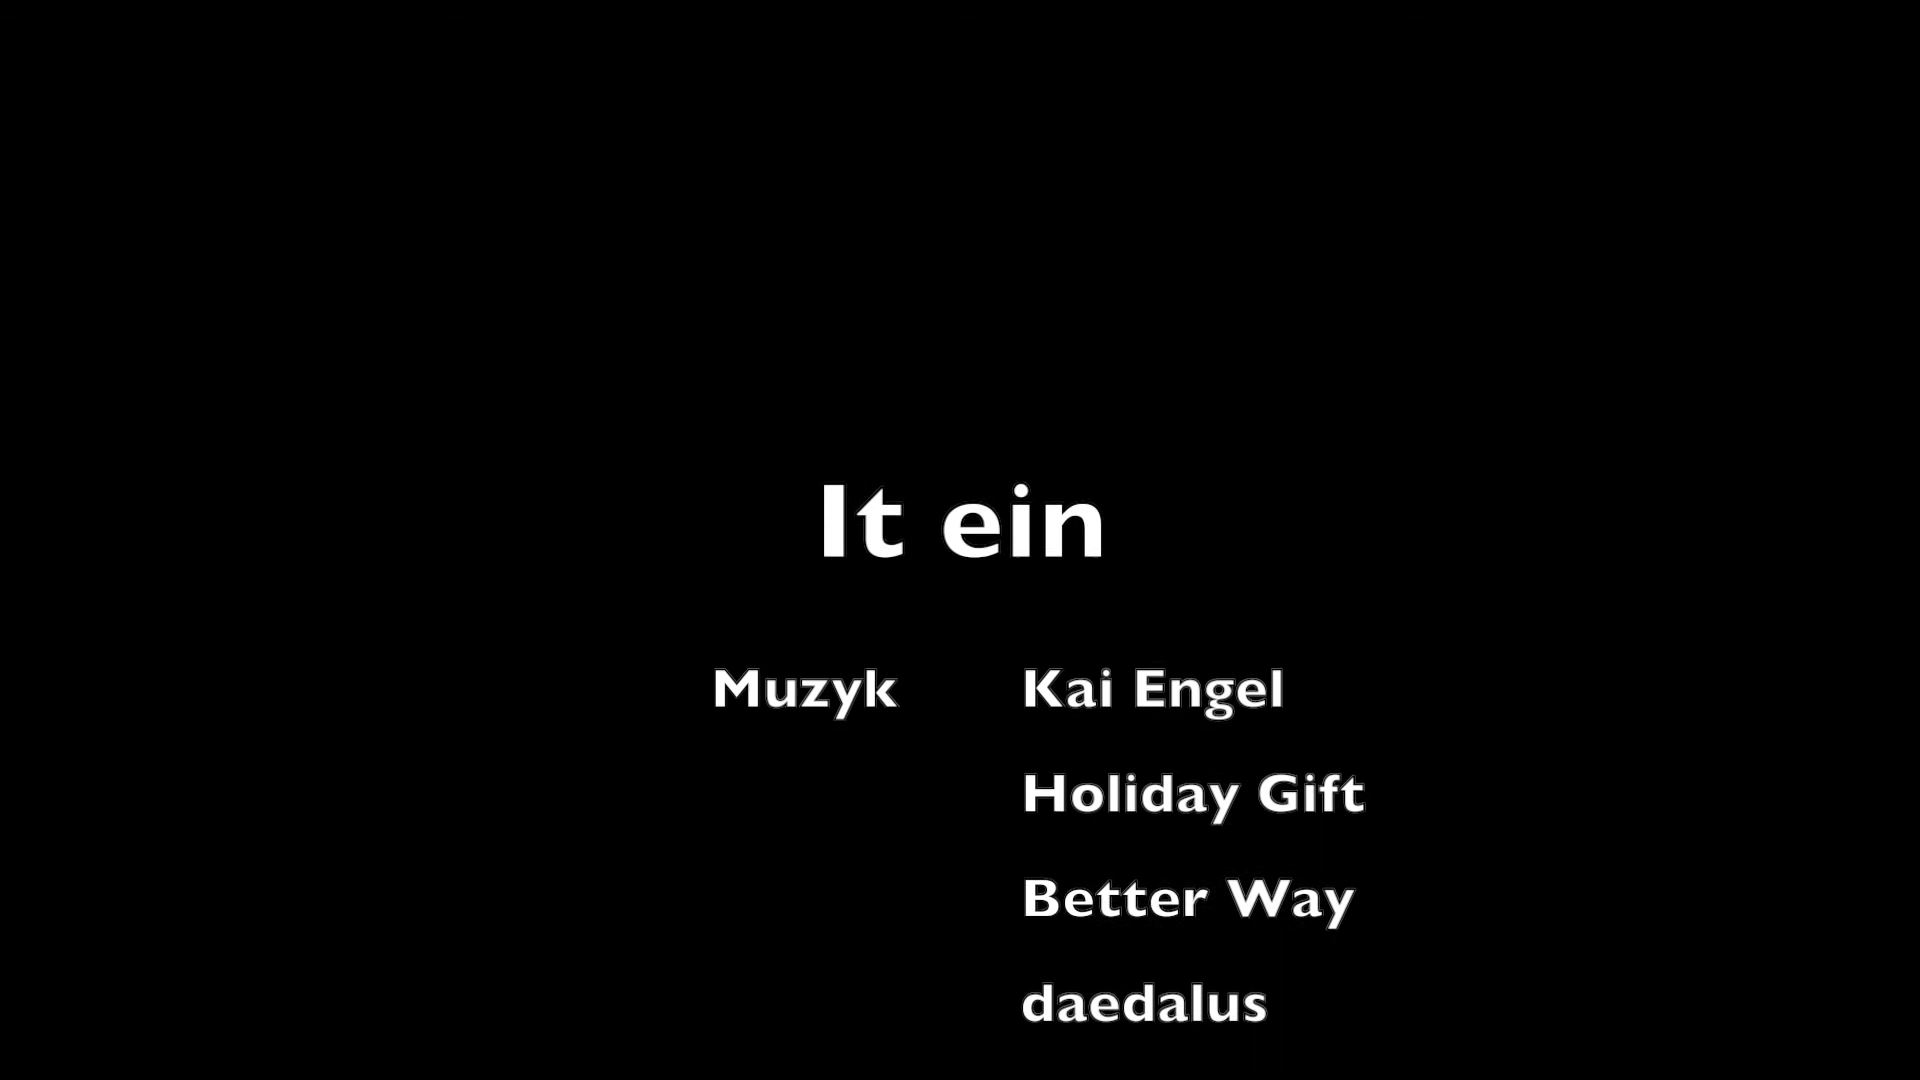 It ein
Muzyk Kai Engel
Holiday Gift
Better Way
daedalus